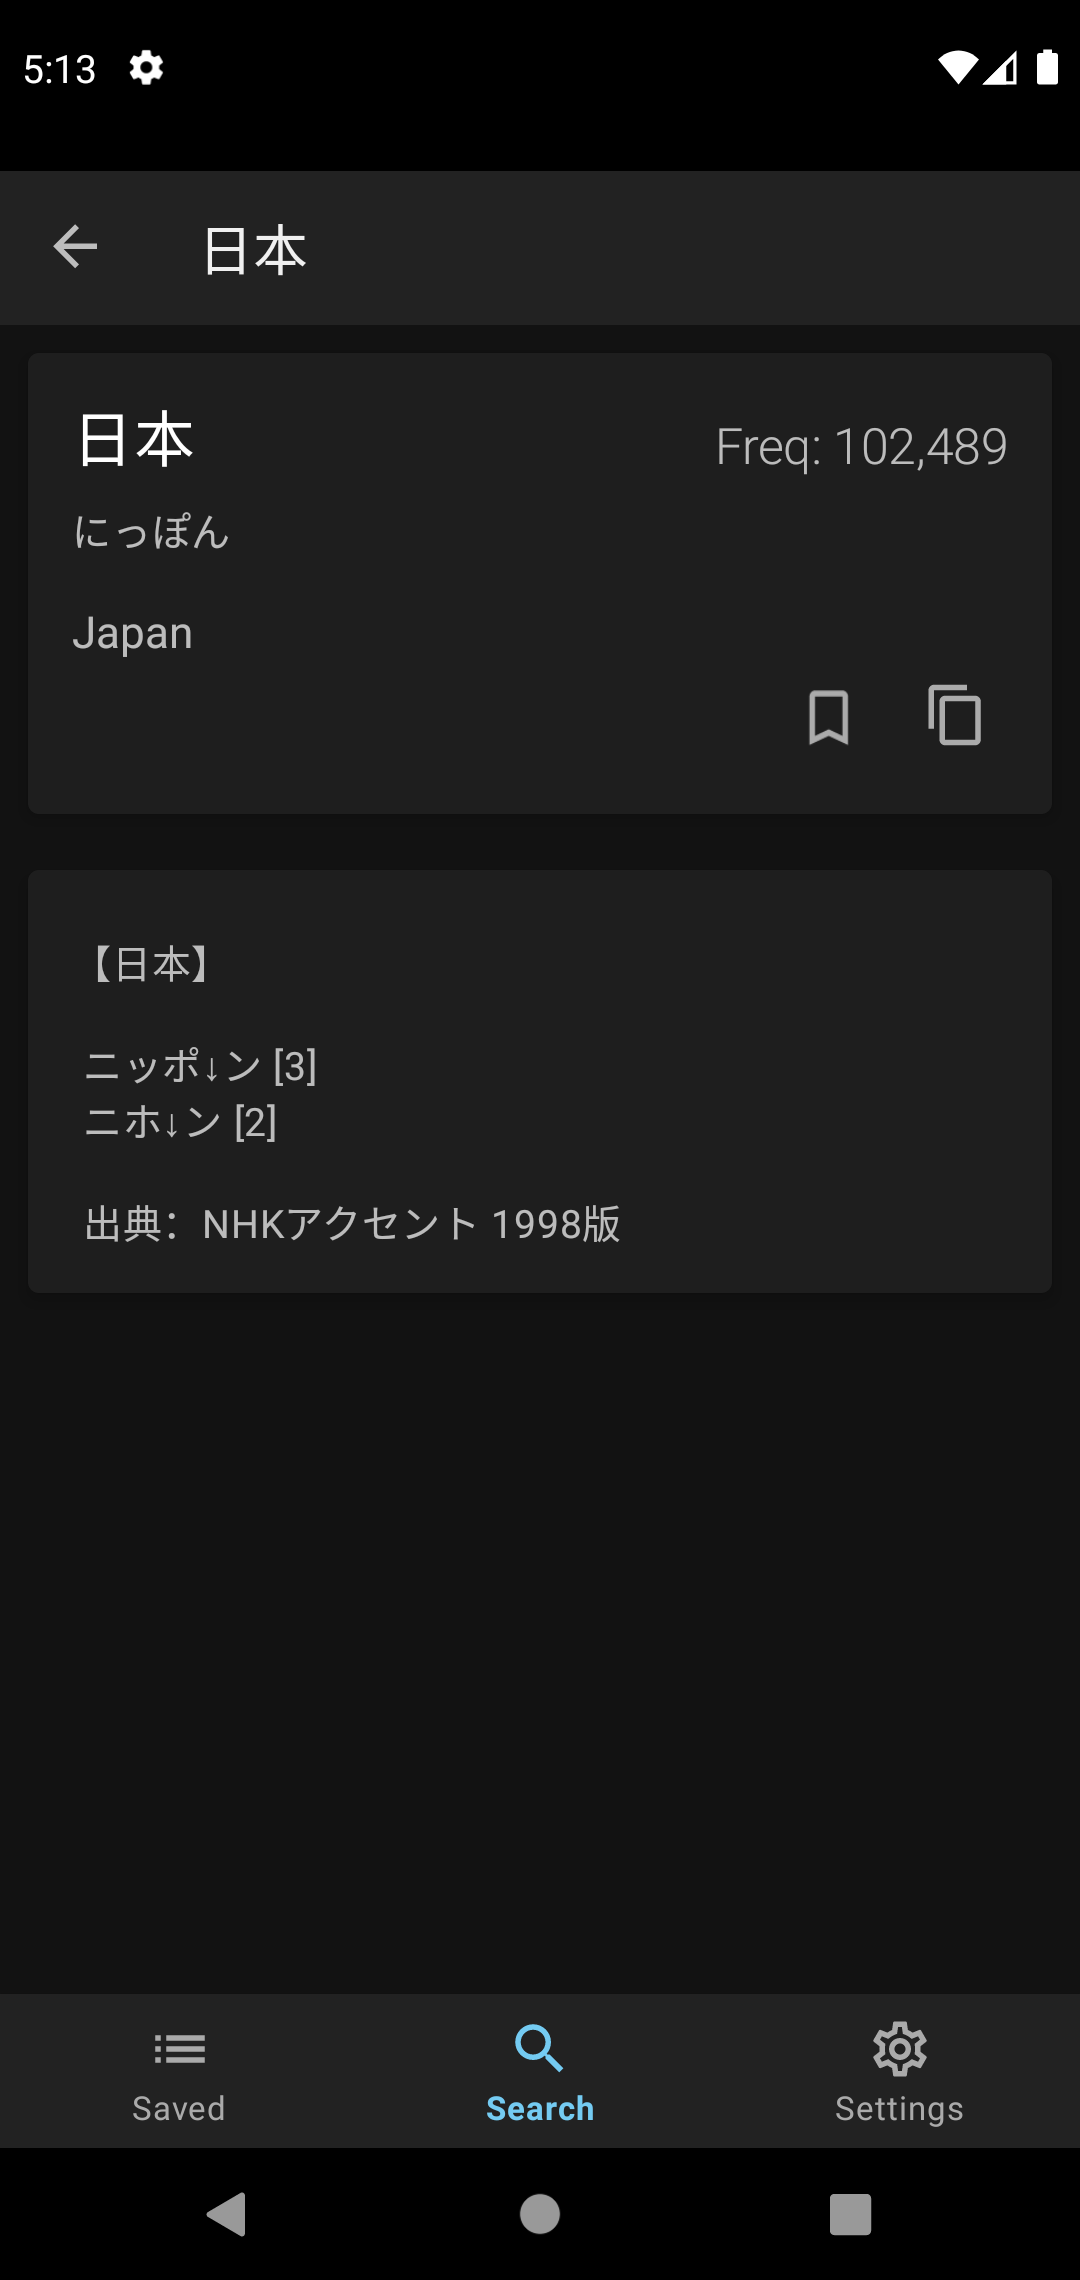 5:13
日本
日本
Freq: 102,489
にっぽん
Japan
【日本】
ニッポ↓ン [3]
ニホ↓ン [2]
出典：NHKアクセント 1998版
Saved
Search
Settings